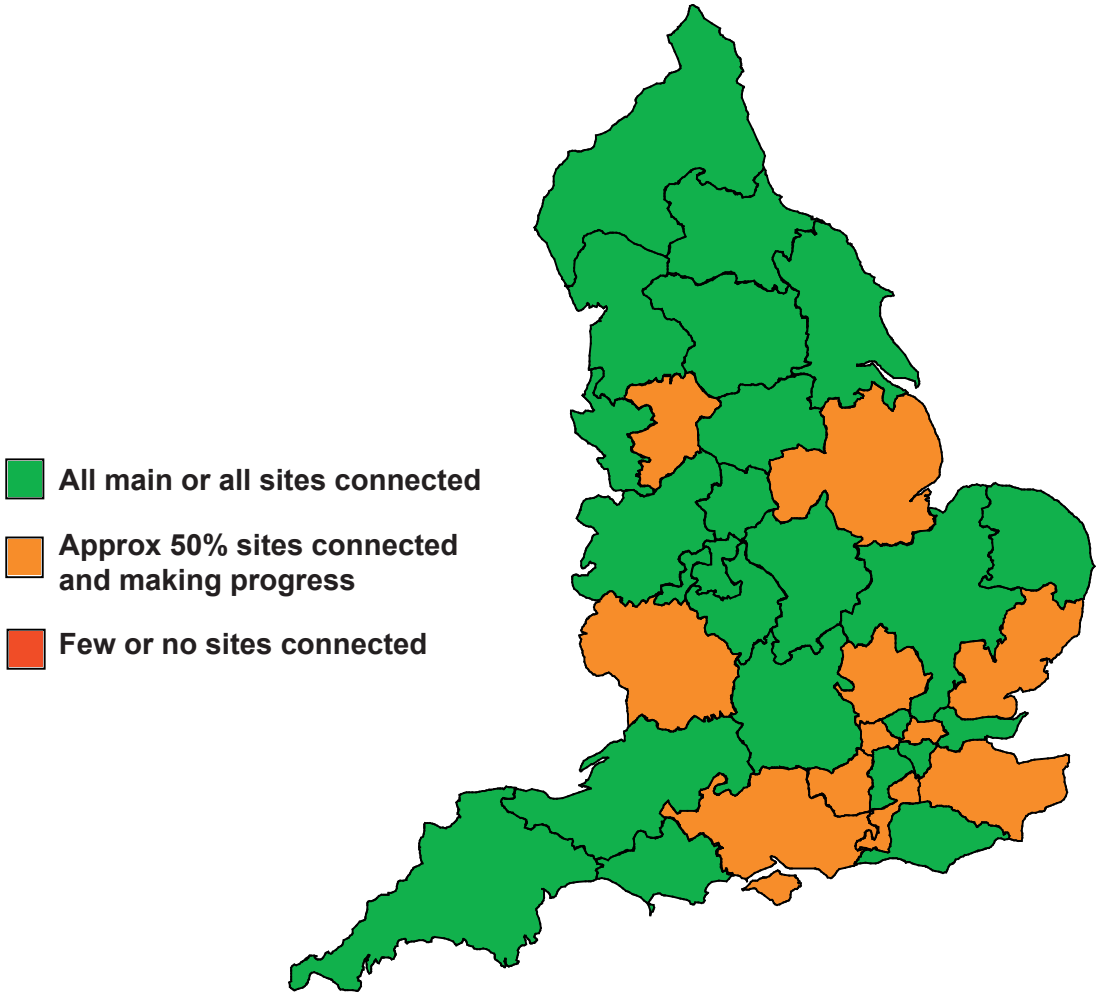 All main or all sites connected
Approx 50% sites connected
and making progress
Few or no sites connected